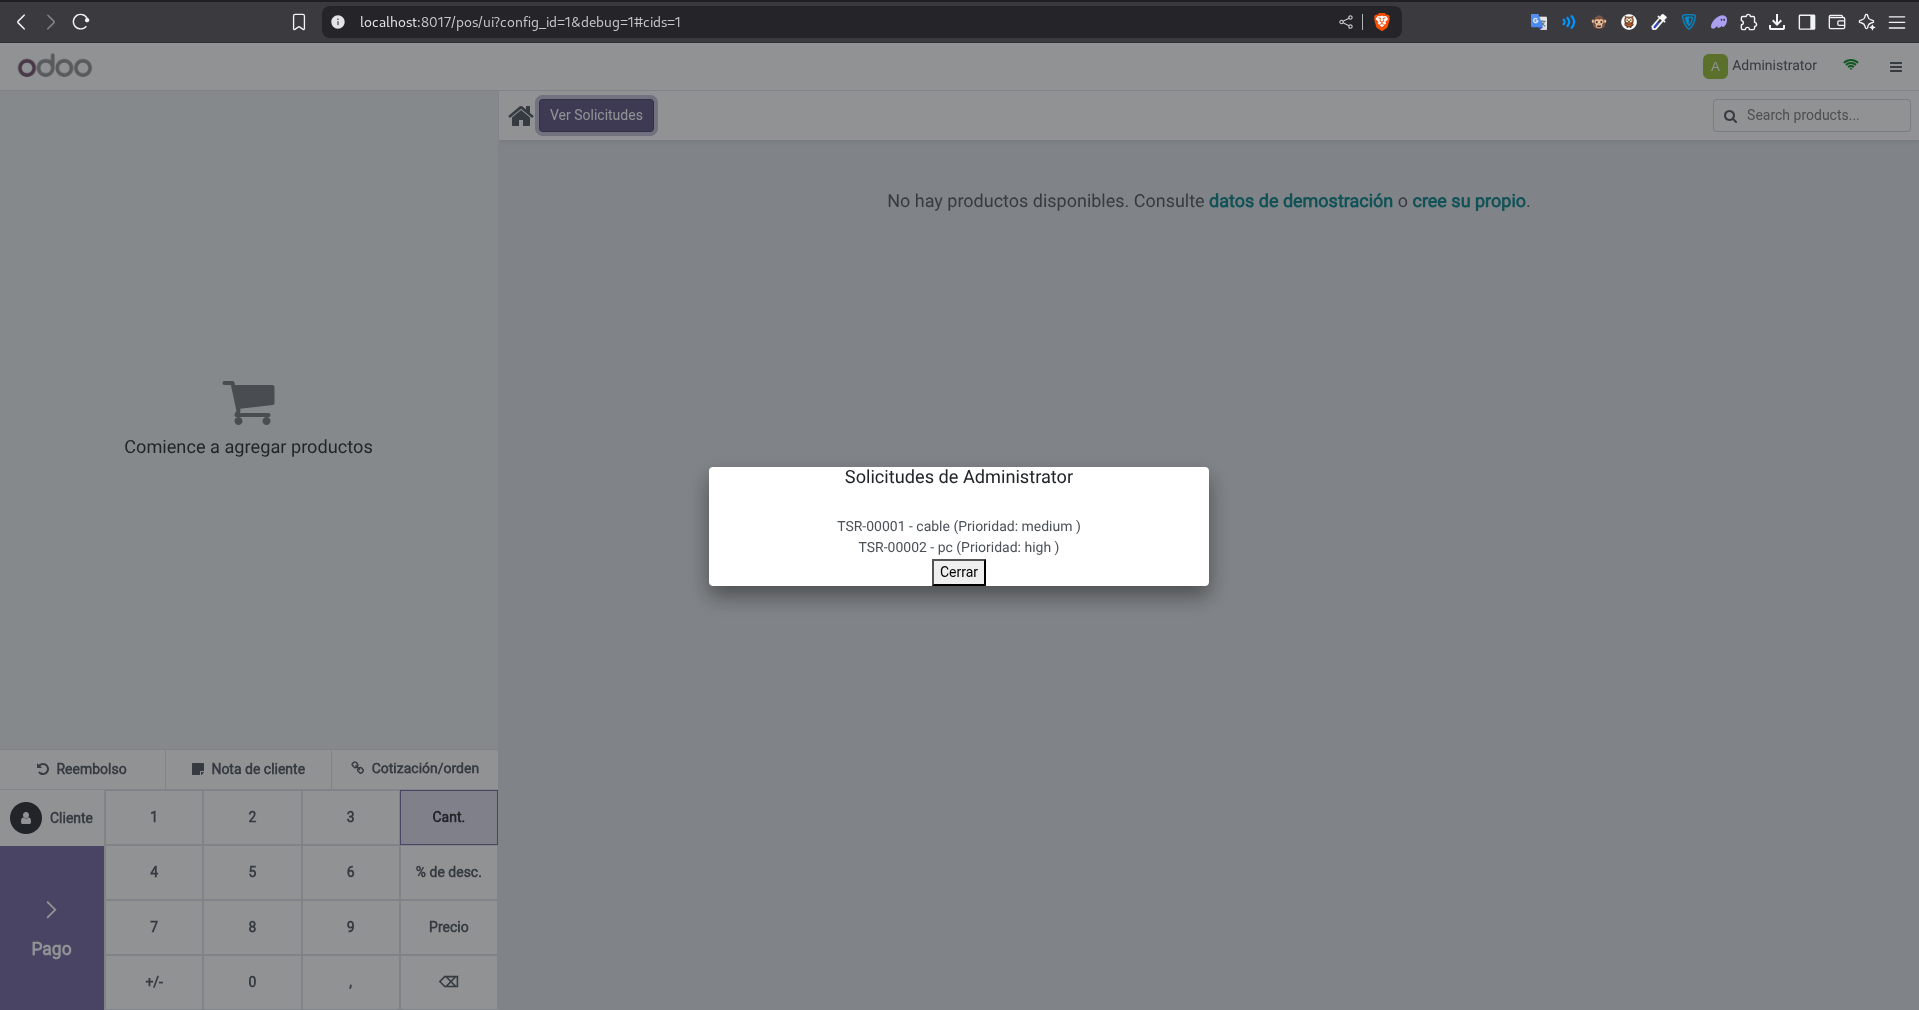 localhost:8017/pos/ui?config_id=1&debug=1#cids=1
odoo
A Administrator
Ver Solicitudes
Search products...
No hay productos disponibles. Consulte datos de demostración o cree su propio.
Comience a agregar productos
Solicitudes de Administrator
TSR-00001 - cable (Prioridad: medium )
TSR-00002 - pc (Prioridad: high )
Cerrar
Reembolso Nota de cliente Cotización/orden
Cliente 1 2 3 Cant.
4 5 6 % de desc.
7 8 9 Precio
Pago
+/- 0 ,